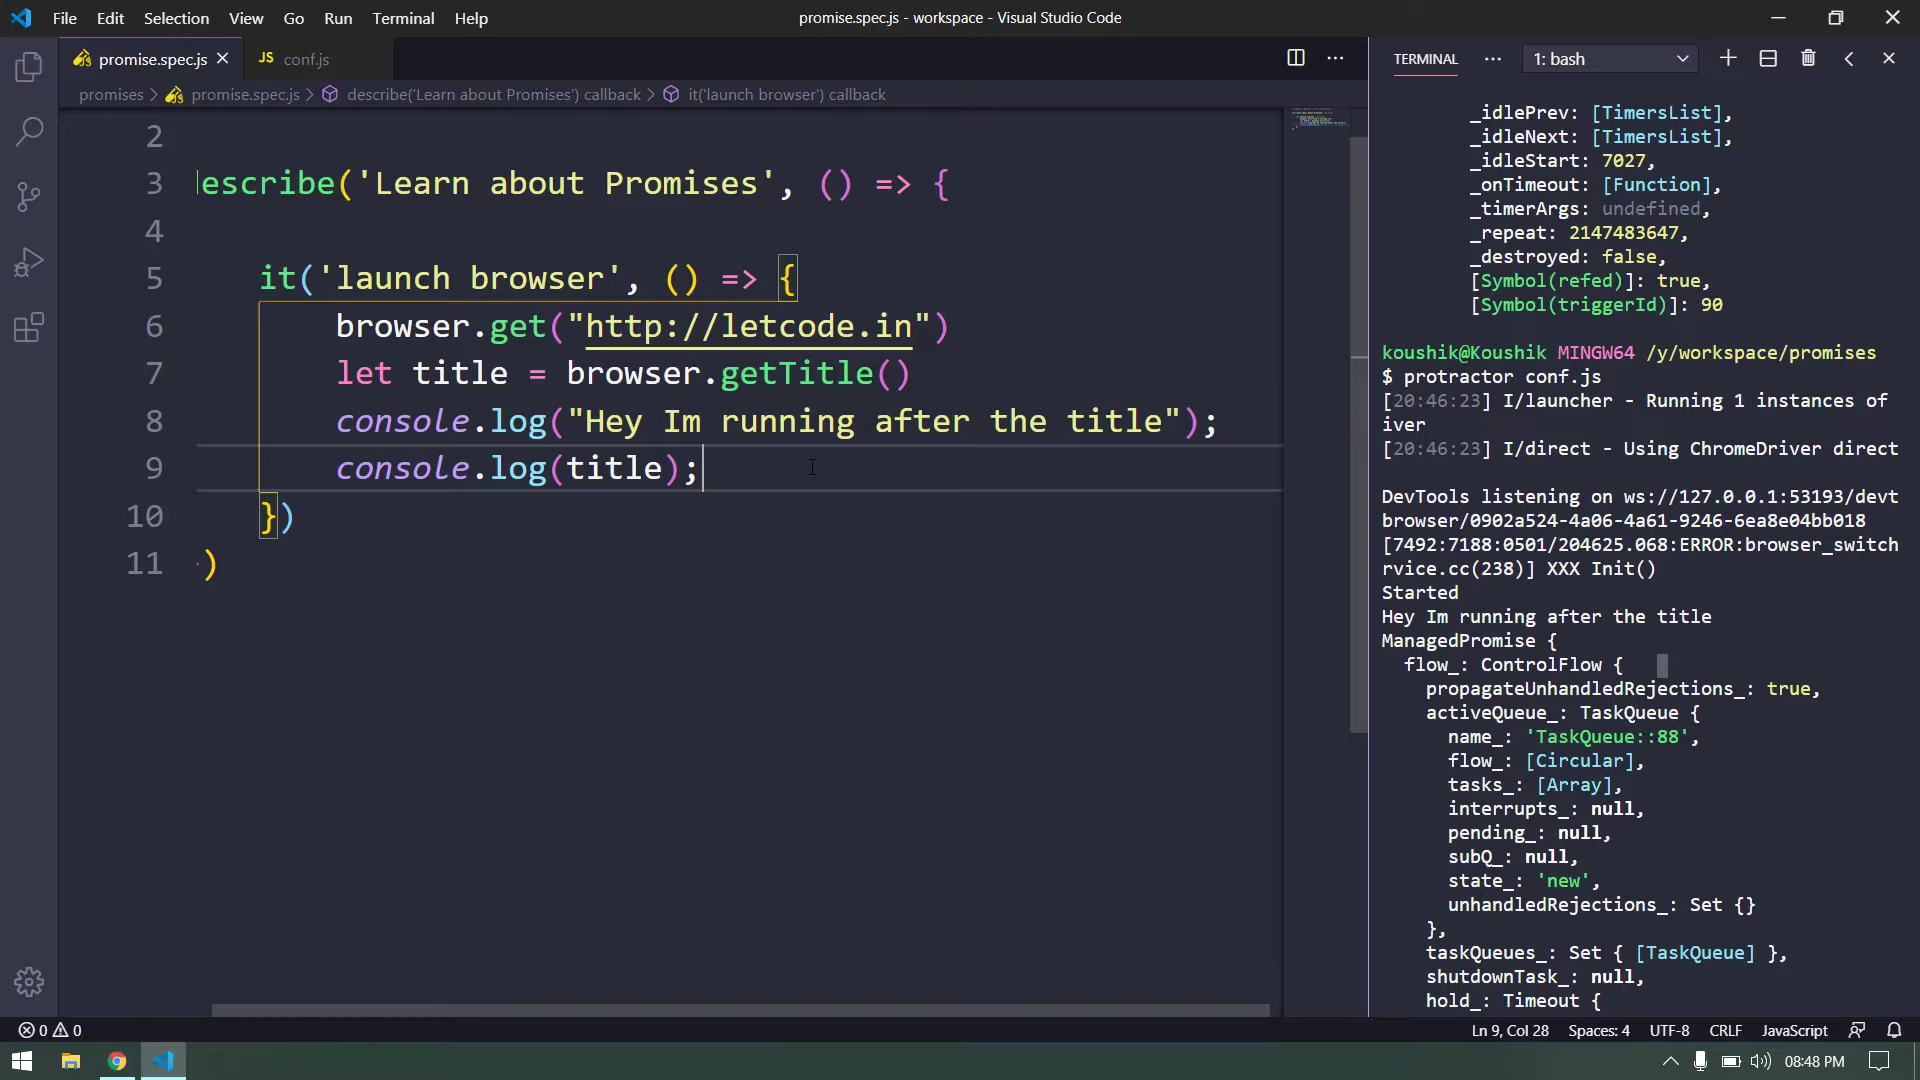 File Edit Selection View Go Run Terminal Help
promise.spec.js - workspace - Visual Studio Code
promise.spec.js
JS conf.js
promises > promise.spec.js > describe('Learn about Promises') callback > it('launch browser') callback
2
3 escribe('Learn about Promises', () => {
4
5 it('launch browser', () => {
6 browser.get("http://letcode.in")
7 let title = browser.getTitle()
8 console.log("Hey Im running after the title");
9 console.log(title);
10 })
11 )
TERMINAL
1: bash
_idlePrev: [TimersList],
_idleNext: [TimersList],
_idleStart: 7027,
_onTimeout: [Function],
_timerArgs: undefined,
_repeat: 2147483647,
_destroyed: false,
[Symbol(refed)]: true,
[Symbol(triggerId)]: 90
koushik@Koushik MINGW64 /y/workspace/promises
$ protractor conf.js
[20:46:23] I/launcher - Running 1 instances of
iver
[20:46:23] I/direct - Using ChromeDriver direct
DevTools listening on ws://127.0.0.1:53193/devt
browser/0902a524-4a06-4a61-9246-6ea8e04bb018
[7492:7188:0501/204625.068:ERROR:browser_switch
rvice.cc(238)] XXX Init()
Started
Hey Im running after the title
ManagedPromise {
flow_: ControlFlow {
propagateUnhandledRejections_: true,
activeQueue_: TaskQueue {
name_: 'TaskQueue::88',
flow_: [Circular],
tasks_: [Array],
interrupts_: null,
pending_: null,
subQ_: null,
state_: 'new',
unhandledRejections_: Set {}
},
taskQueues_: Set { [TaskQueue] },
shutdownTask_: null,
hold_: Timeout {
0 0
Ln 9, Col 28 Spaces: 4 UTF-8 CRLF JavaScript
08:48 PM